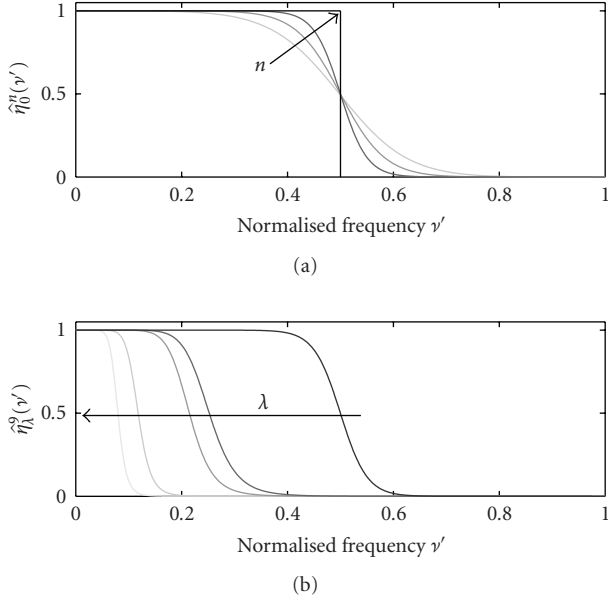 1
0.5
0
n
η̂₀ⁿ(ν′)
0 0.2 0.4 0.6 0.8 1
Normalised frequency ν′
(a)
1
0.5
0
λ
η̂_λ⁹(ν′)
0 0.2 0.4 0.6 0.8 1
Normalised frequency ν′
(b)